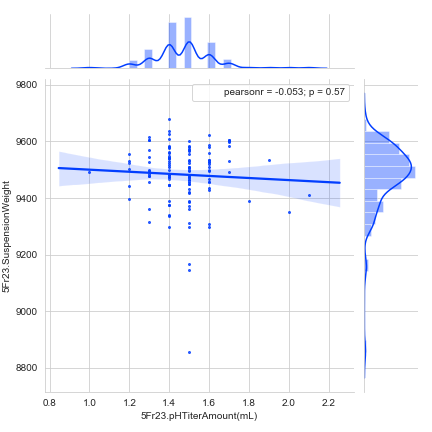 pearsonr = -0.053; p = 0.57
9800
9600
9400
9200
9000
8800
5Fr23.SuspensionWeight
0.8 1.0 1.2 1.4 1.6 1.8 2.0 2.2
5Fr23.pHTiterAmount(mL)